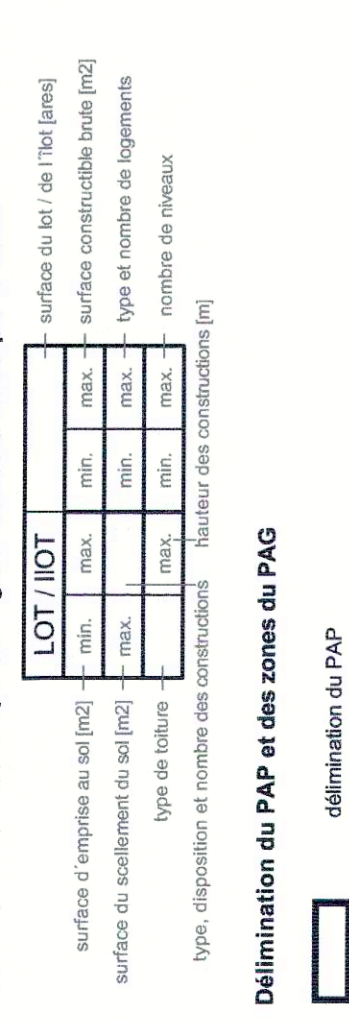 LOT / IIOT
surface du lot / de l´îlot [ares]
surface d´emprise au sol [m2] min. max. min. max. surface constructible brute [m2]
surface du scellement du sol [m2] max. min. max. type et nombre de logements
type de toiture max. min. max. nombre de niveaux
type, disposition et nombre des constructions hauteur des constructions [m]
Délimination du PAP et des zones du PAG
délimination du PAP